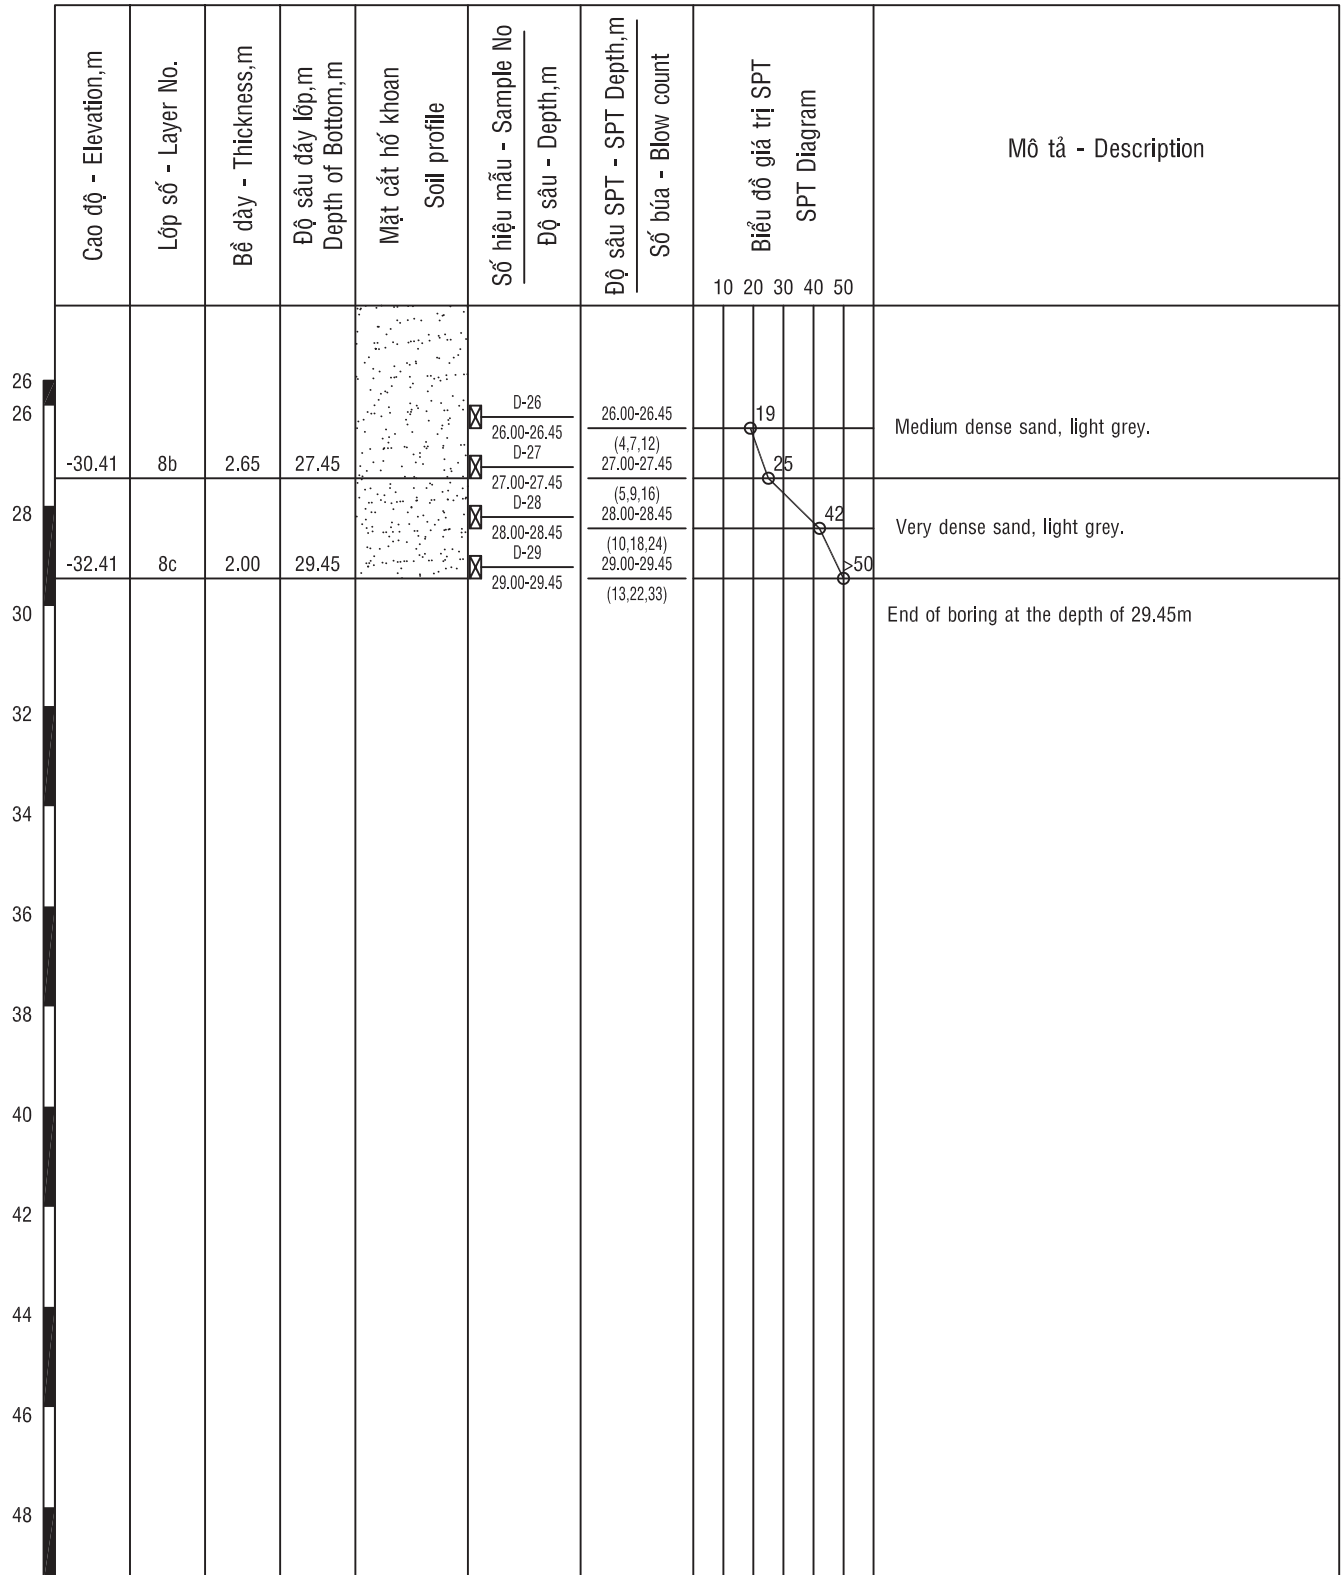 Cao độ - Elevation,m
Lớp số - Layer No.
Bề dày - Thickness,m
Độ sâu đáy lớp,m
Depth of Bottom,m
Mặt cắt hố khoan
Soil profile
Số hiệu mẫu - Sample No
Độ sâu - Depth,m
Độ sâu SPT - SPT Depth,m
Số búa - Blow count
Biểu đồ giá trị SPT
SPT Diagram
10 20 30 40 50
Mô tả - Description
26
26
D-26
26.00-26.45
26.00-26.45
(4,7,12)
19
Medium dense sand, light grey.
-30.41 8b 2.65 27.45
D-27
27.00-27.45
27.00-27.45
(5,9,16)
25
28
D-28
28.00-28.45
28.00-28.45
(10,18,24)
42
Very dense sand, light grey.
-32.41 8c 2.00 29.45
D-29
29.00-29.45
29.00-29.45
(13,22,33)
>50
30
End of boring at the depth of 29.45m
32
34
36
38
40
42
44
46
48